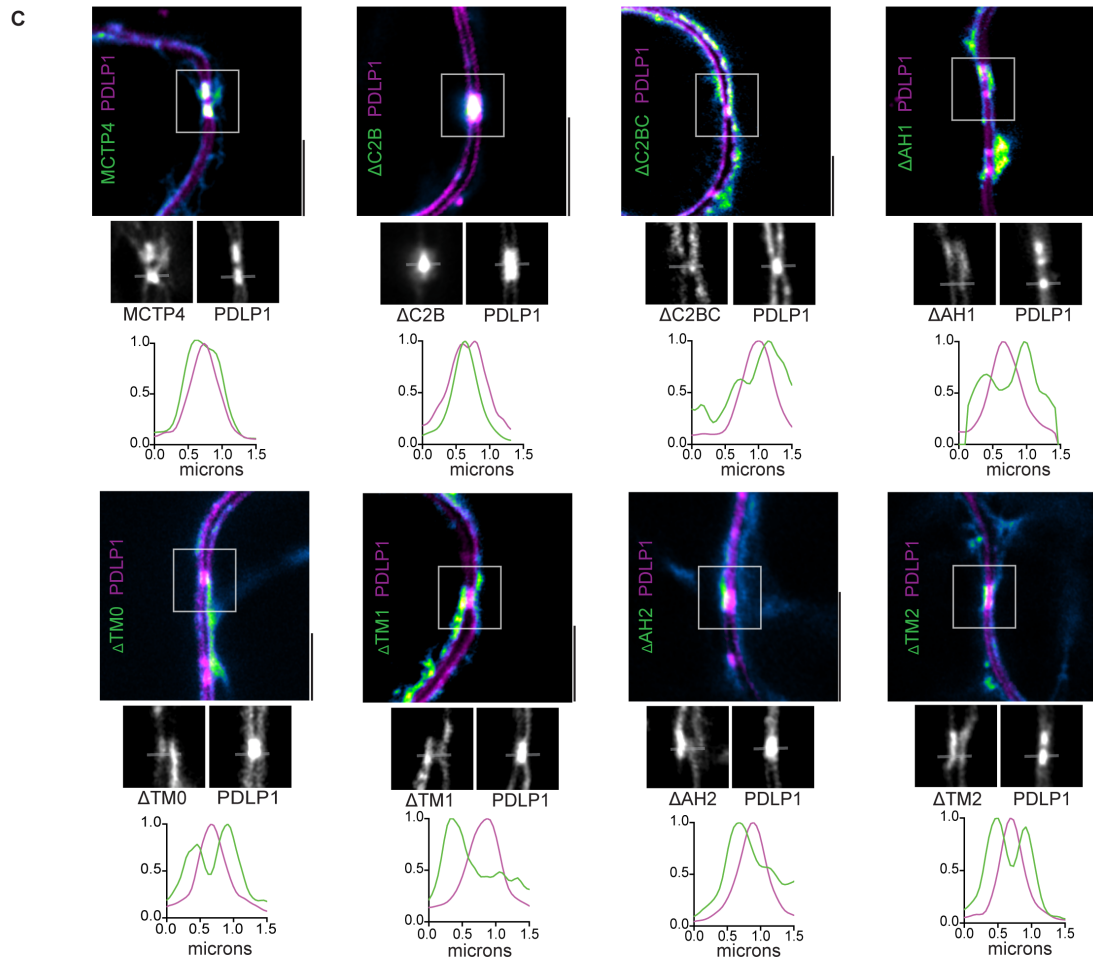 C
MCTP4 PDLP1
ΔC2B PDLP1
ΔC2BC PDLP1
ΔAH1 PDLP1
MCTP4 PDLP1
ΔC2B PDLP1
ΔC2BC PDLP1
ΔAH1 PDLP1
1.0 1.0 1.0 1.0
0.5 0.5 0.5 0.5
0.0 0.0 0.0 0.0
0.0 0.5 1.0 1.5 0.0 0.5 1.0 1.5 0.0 0.5 1.0 1.5 0.0 0.5 1.0 1.5
microns microns microns microns
ΔTM0 PDLP1
ΔTM1 PDLP1
ΔAH2 PDLP1
ΔTM2 PDLP1
ΔTM0 PDLP1
ΔTM1 PDLP1
ΔAH2 PDLP1
ΔTM2 PDLP1
1.0 1.0 1.0 1.0
0.5 0.5 0.5 0.5
0.0 0.0 0.0 0.0
0.0 0.5 1.0 1.5 0.0 0.5 1.0 1.5 0.0 0.5 1.0 1.5 0.0 0.5 1.0 1.5
microns microns microns microns